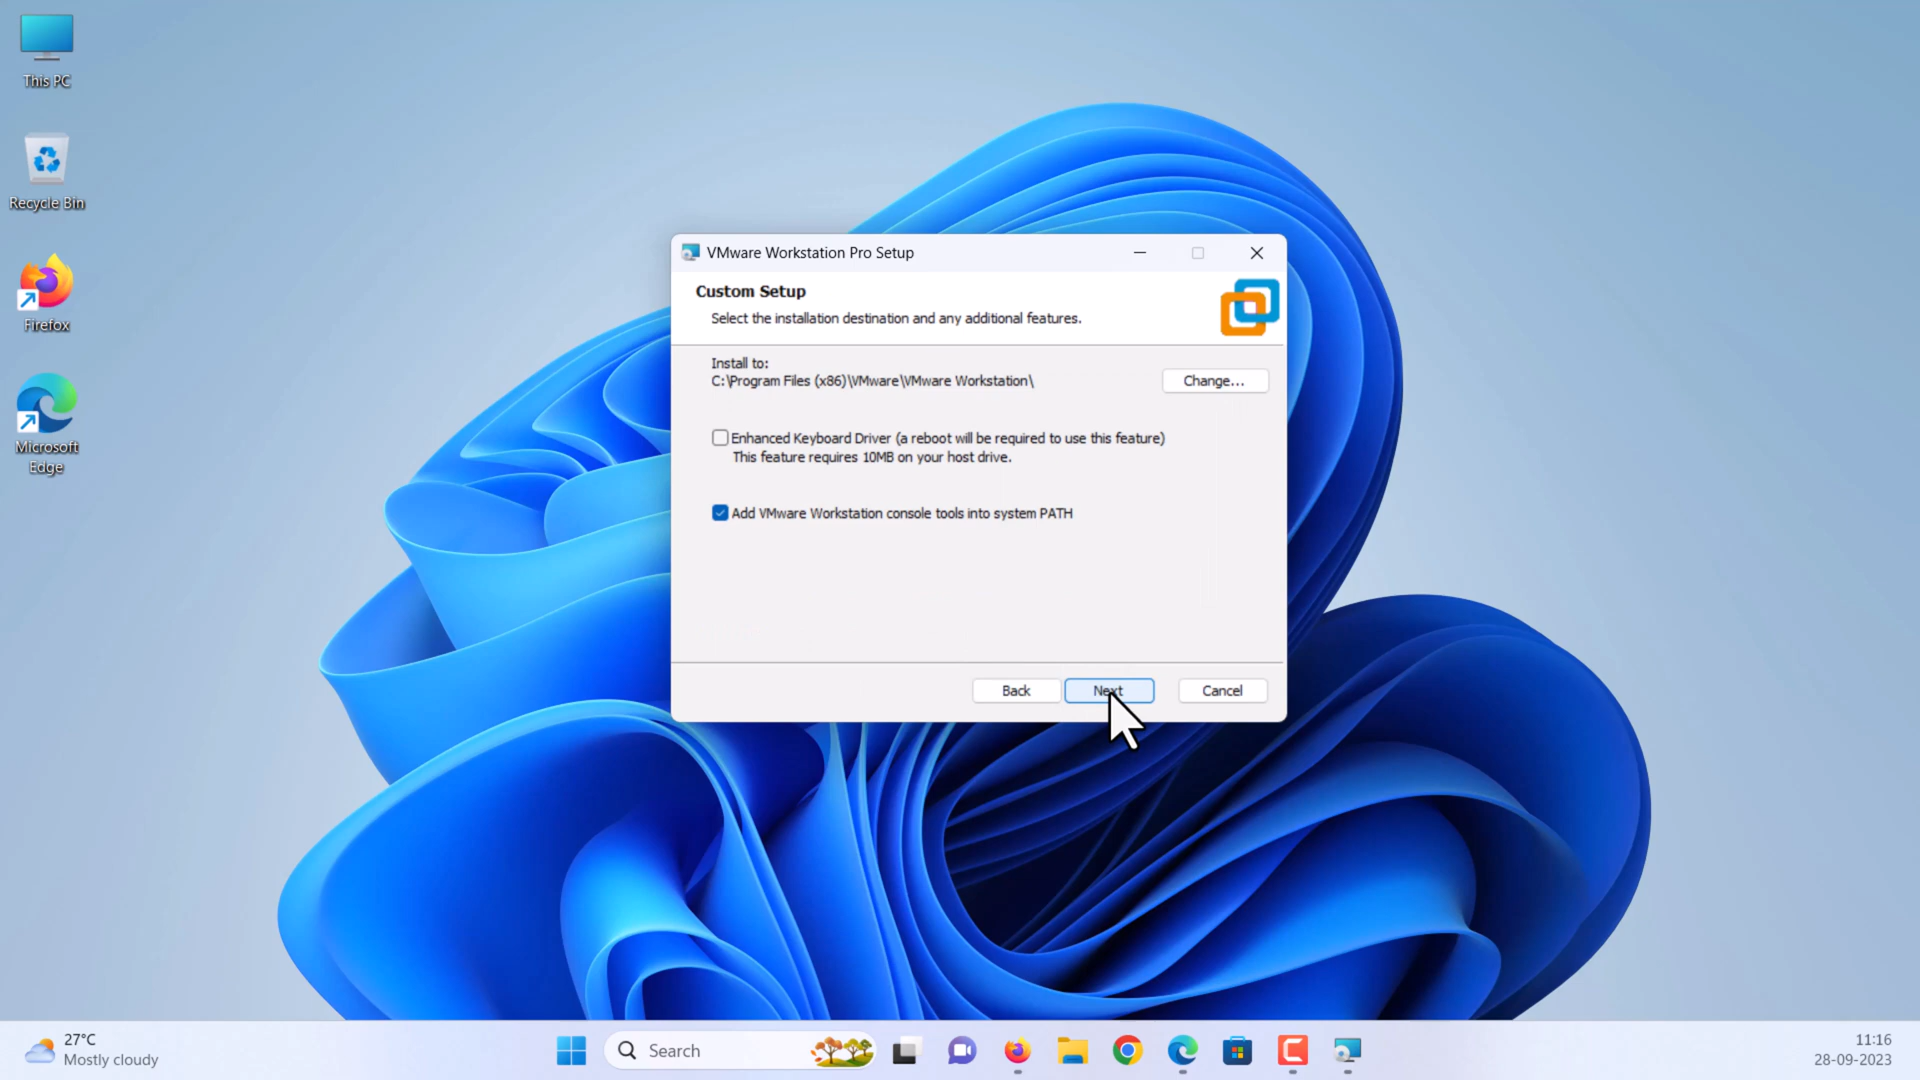 This PC
Recycle Bin
Firefox
Microsoft
Edge
VMware Workstation Pro Setup
Custom Setup
Select the installation destination and any additional features.
Install to:
C:\Program Files (x86)\VMware\VMware Workstation\
Change...
Enhanced Keyboard Driver (a reboot will be required to use this feature)
This feature requires 10MB on your host drive.
Add VMware Workstation console tools into system PATH
Back
Next
Cancel
27°C
Mostly cloudy
Search
11:16
28-09-2023